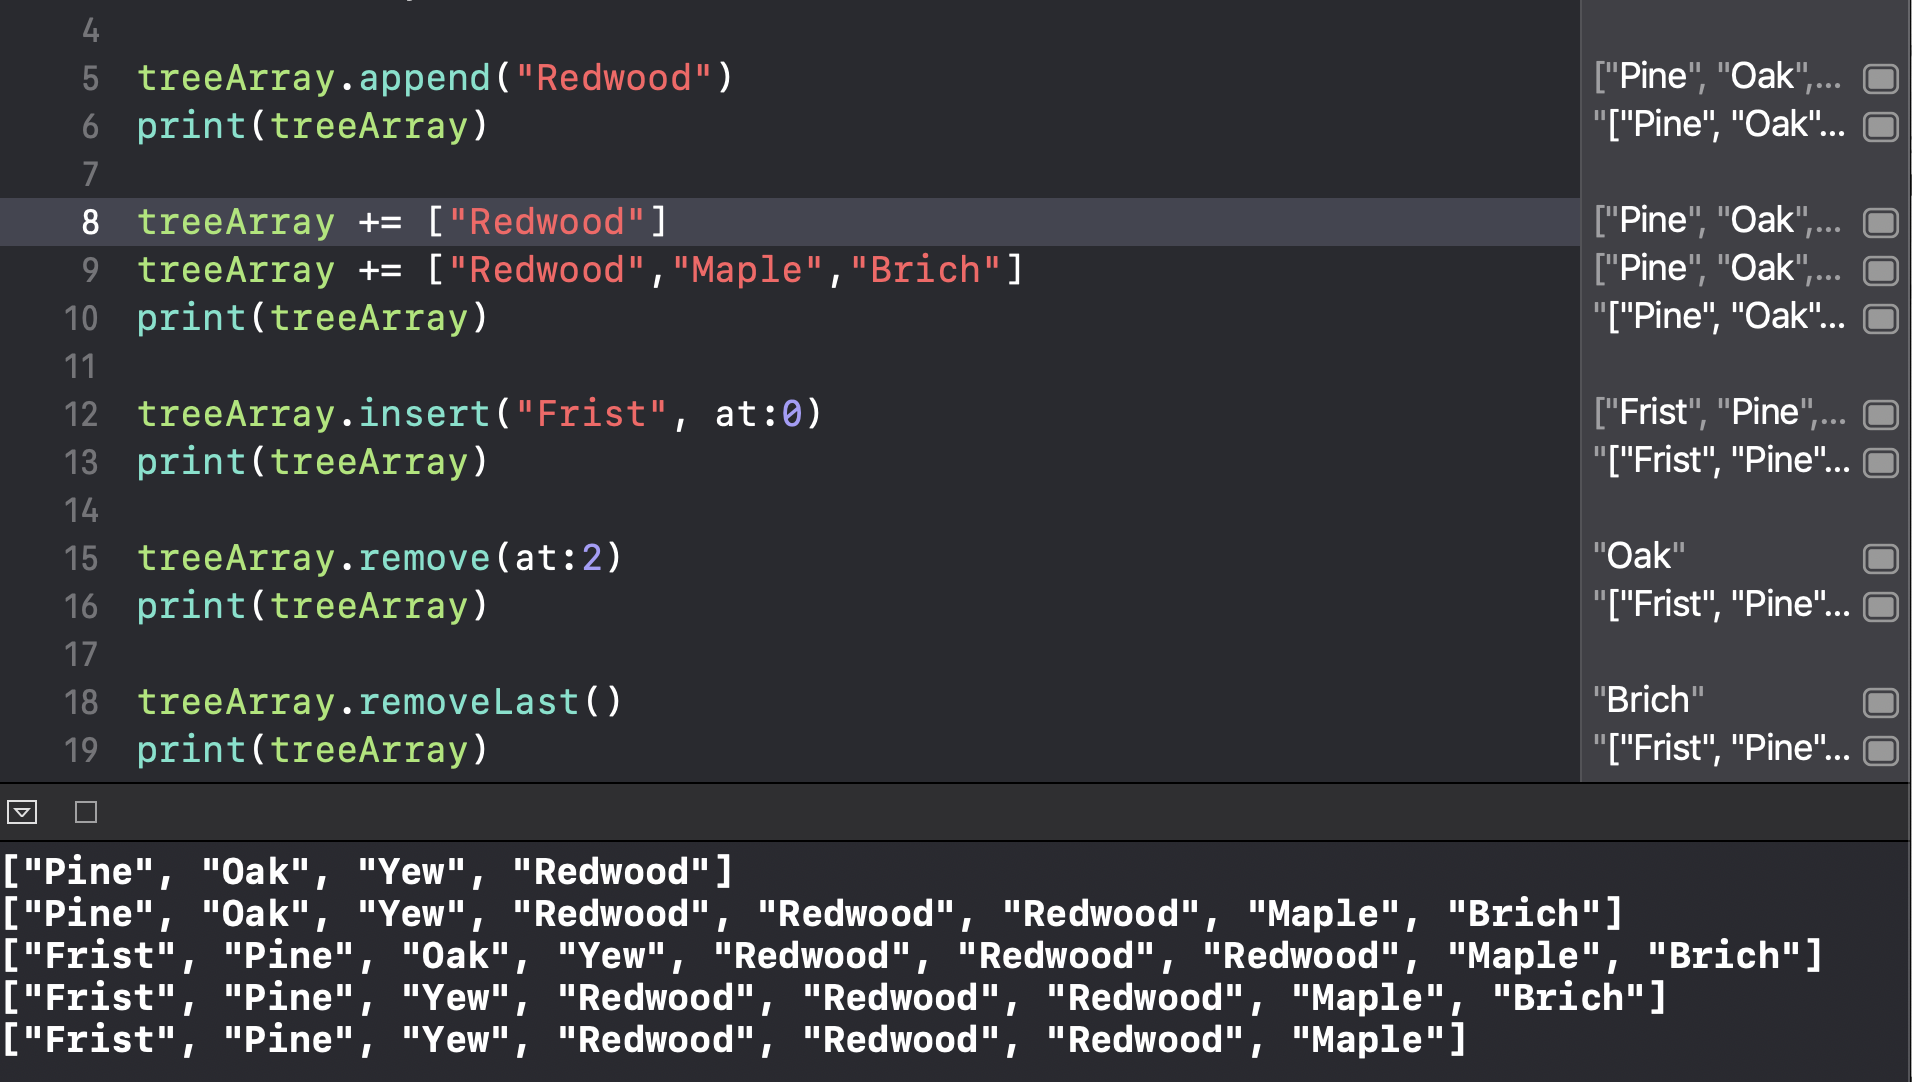 4
5 treeArray.append("Redwood") ["Pine", "Oak",...
6 print(treeArray) "["Pine", "Oak"...
7
8 treeArray += ["Redwood"] ["Pine", "Oak",...
9 treeArray += ["Redwood","Maple","Brich"] ["Pine", "Oak",...
10 print(treeArray) "["Pine", "Oak"...
11
12 treeArray.insert("Frist", at:0) ["Frist", "Pine",...
13 print(treeArray) "["Frist", "Pine"...
14
15 treeArray.remove(at:2) "Oak"
16 print(treeArray) "["Frist", "Pine"...
17
18 treeArray.removeLast() "Brich"
19 print(treeArray) "["Frist", "Pine"...
["Pine", "Oak", "Yew", "Redwood"]
["Pine", "Oak", "Yew", "Redwood", "Redwood", "Redwood", "Maple", "Brich"]
["Frist", "Pine", "Oak", "Yew", "Redwood", "Redwood", "Redwood", "Maple", "Brich"]
["Frist", "Pine", "Yew", "Redwood", "Redwood", "Redwood", "Maple", "Brich"]
["Frist", "Pine", "Yew", "Redwood", "Redwood", "Redwood", "Maple"]